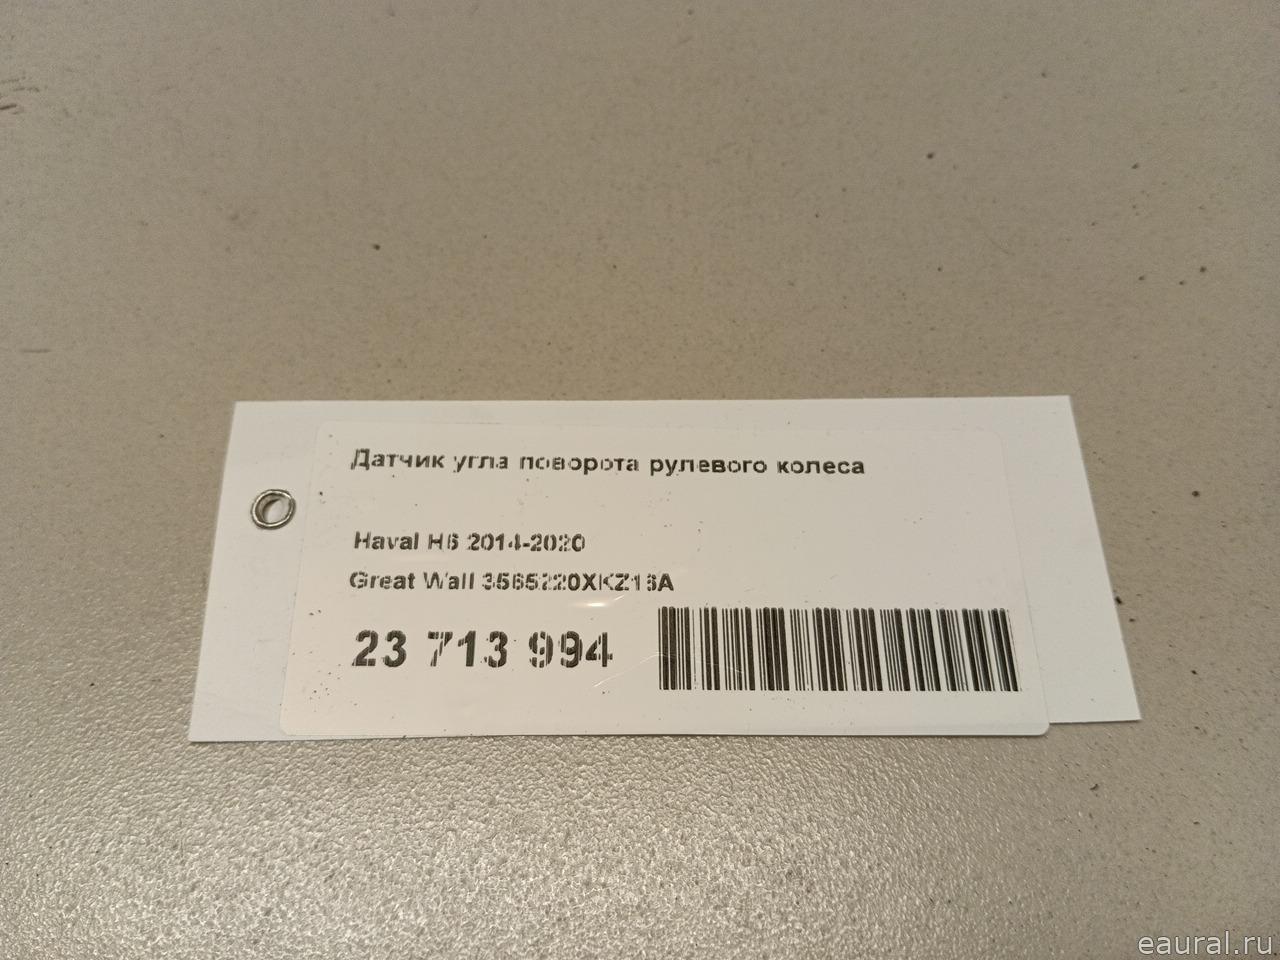 Датчик угла поворота рулевого колеса
Haval H6 2014-2020
Great Wall 3565220XKZ16A
23 713 994
eaural.ru